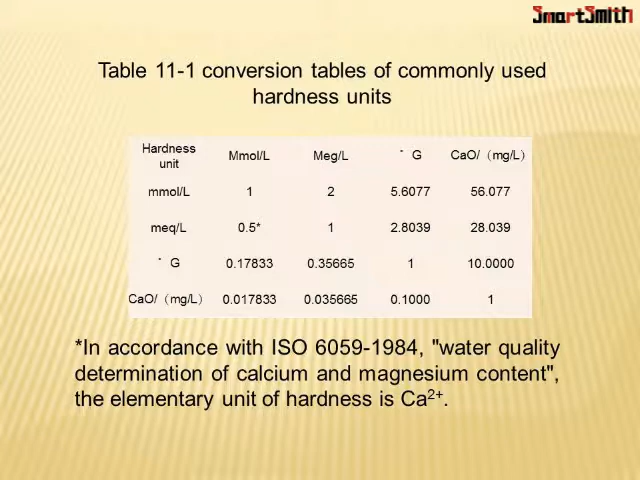 SmartSmith
Table 11-1 conversion tables of commonly used
hardness units
Hardness unit Mmol/L Meg/L ˚ G CaO/（mg/L）
mmol/L 1 2 5.6077 56.077
meq/L 0.5* 1 2.8039 28.039
˚ G 0.17833 0.35665 1 10.0000
CaO/（mg/L） 0.017833 0.035665 0.1000 1
*In accordance with ISO 6059-1984, "water quality
determination of calcium and magnesium content",
the elementary unit of hardness is Ca²⁺.